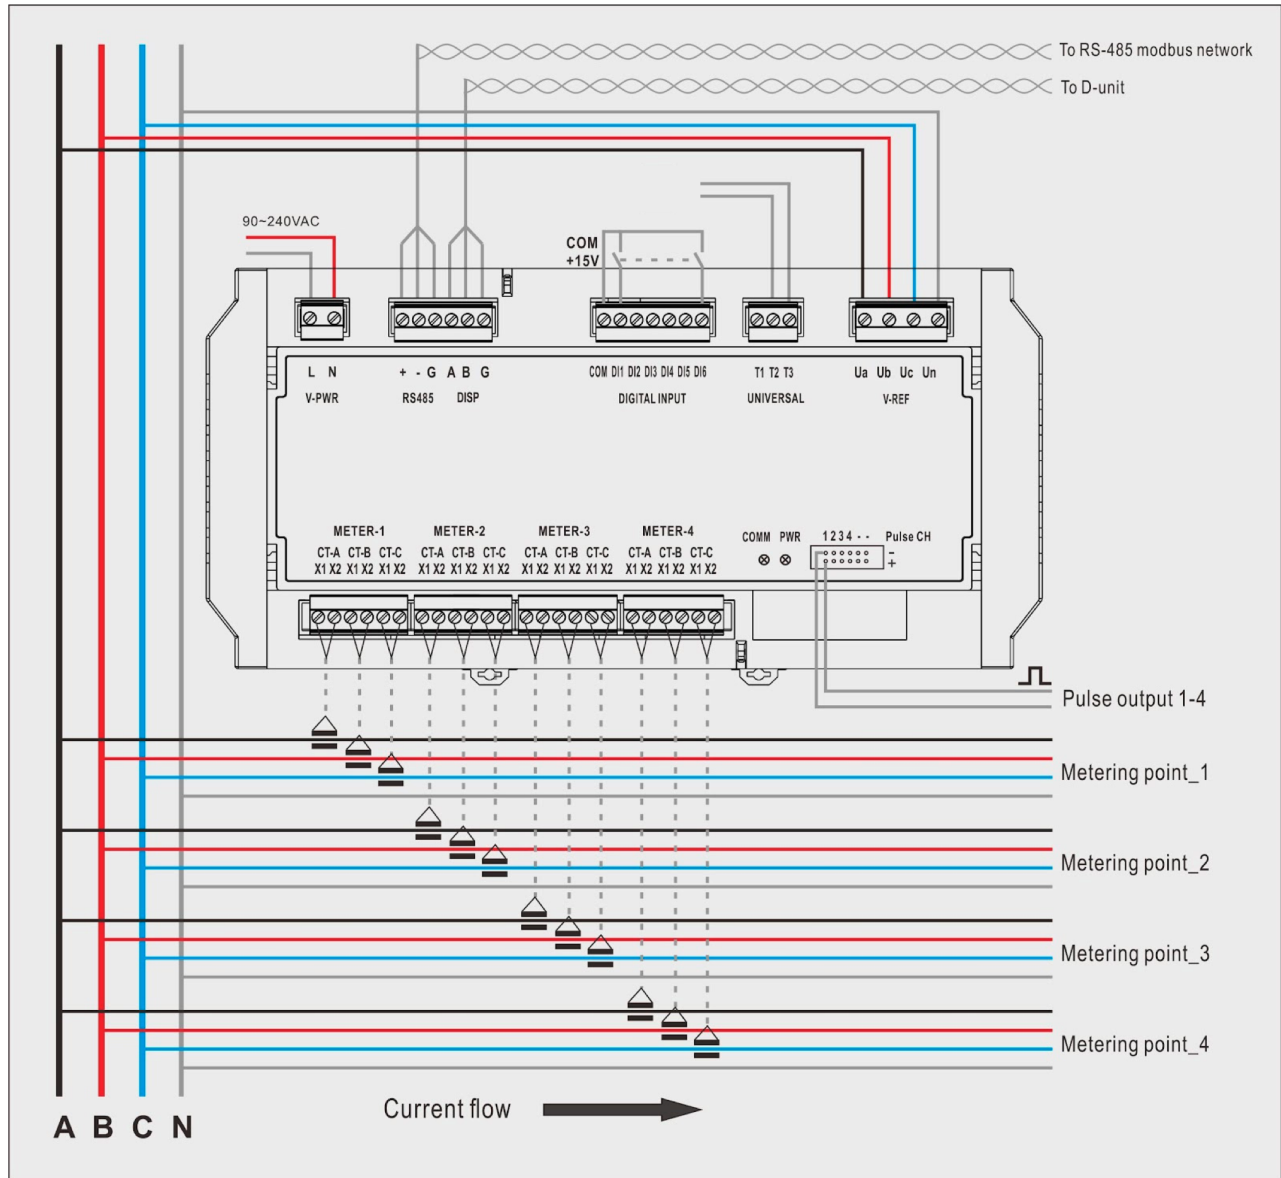 To RS-485 modbus network
To D-unit
90~240VAC
COM
+15V
L N
+ - G A B G
COM DI1 DI2 DI3 DI4 DI5 DI6
T1 T2 T3
Ua Ub Uc Un
V-PWR
RS485
DISP
DIGITAL INPUT
UNIVERSAL
V-REF
METER-1 METER-2 METER-3 METER-4
CT-A CT-B CT-C CT-A CT-B CT-C CT-A CT-B CT-C CT-A CT-B CT-C
X1 X2 X1 X2 X1 X2 X1 X2 X1 X2 X1 X2 X1 X2 X1 X2 X1 X2 X1 X2 X1 X2 X1 X2
COMM PWR
1 2 3 4 - - Pulse CH
-
+
Pulse output 1-4
Metering point_1
Metering point_2
Metering point_3
Metering point_4
Current flow
A B C N